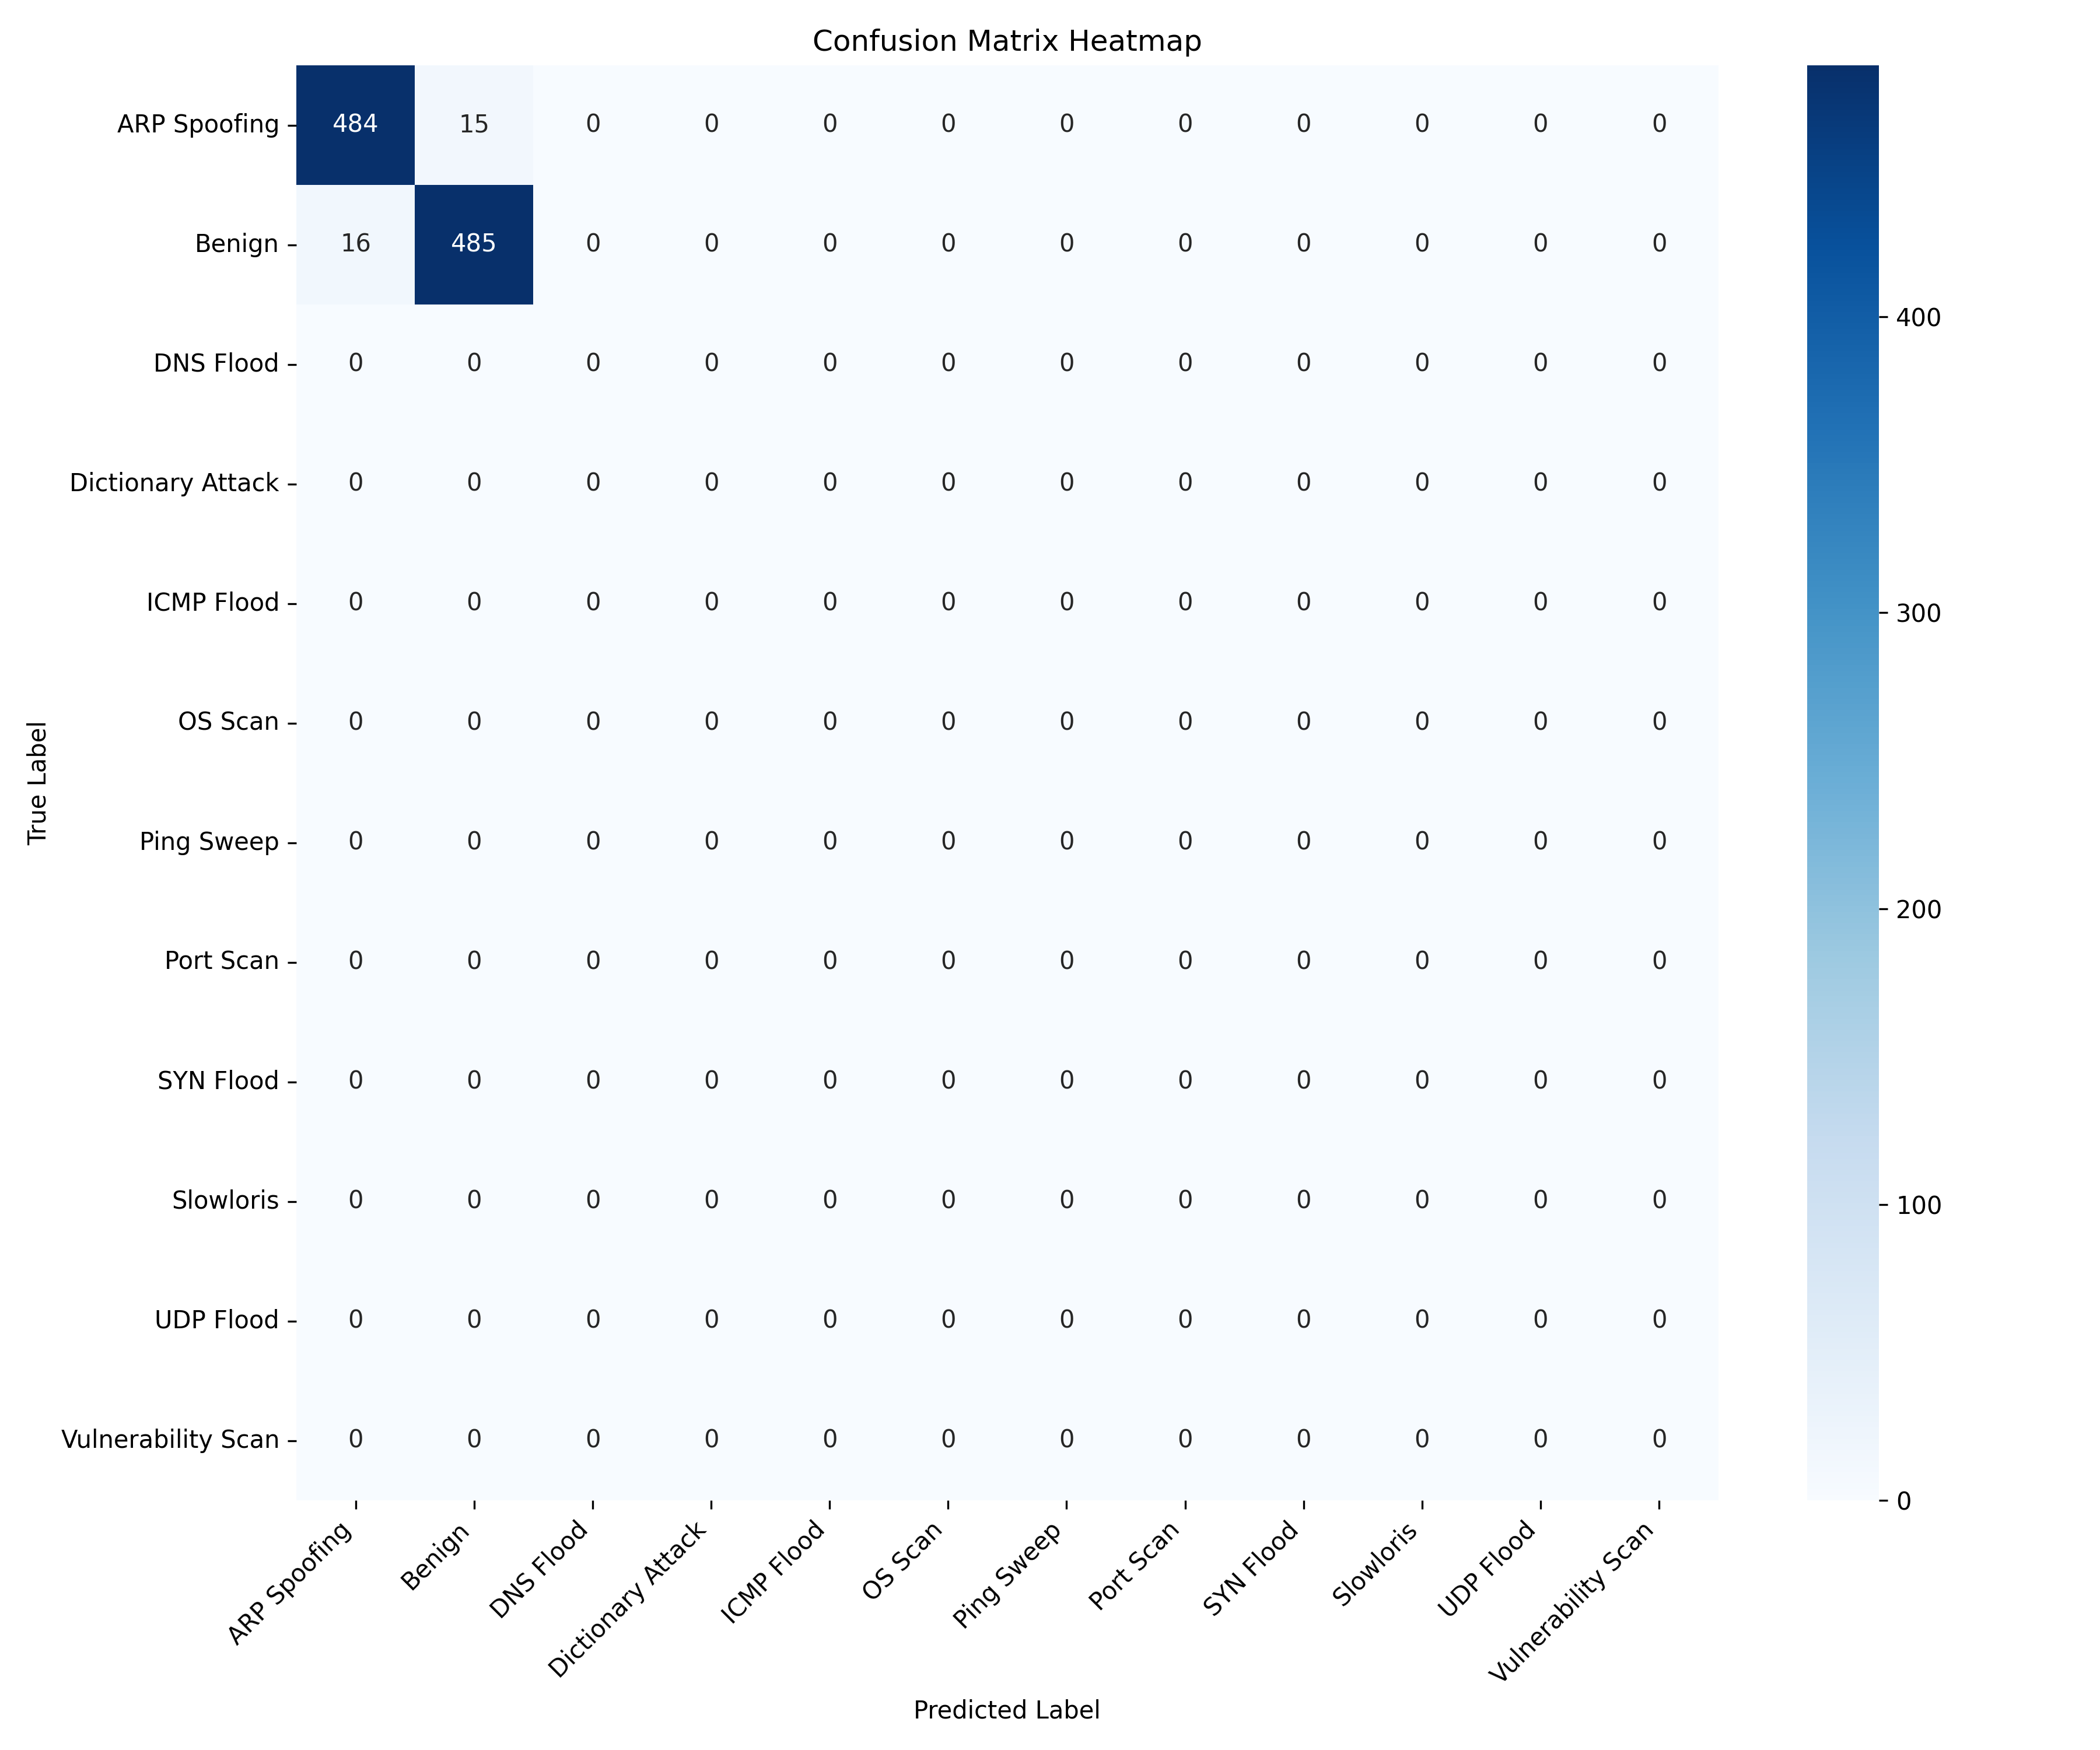 Confusion Matrix Heatmap
ARP Spoofing 484 15 0 0 0 0 0 0 0 0 0 0
Benign 16 485 0 0 0 0 0 0 0 0 0 0
DNS Flood 0 0 0 0 0 0 0 0 0 0 0 0
Dictionary Attack 0 0 0 0 0 0 0 0 0 0 0 0
ICMP Flood 0 0 0 0 0 0 0 0 0 0 0 0
OS Scan 0 0 0 0 0 0 0 0 0 0 0 0
Ping Sweep 0 0 0 0 0 0 0 0 0 0 0 0
Port Scan 0 0 0 0 0 0 0 0 0 0 0 0
SYN Flood 0 0 0 0 0 0 0 0 0 0 0 0
Slowloris 0 0 0 0 0 0 0 0 0 0 0 0
UDP Flood 0 0 0 0 0 0 0 0 0 0 0 0
Vulnerability Scan 0 0 0 0 0 0 0 0 0 0 0 0
True Label
ARP Spoofing
Benign
DNS Flood
Dictionary Attack
ICMP Flood
OS Scan
Ping Sweep
Port Scan
SYN Flood
Slowloris
UDP Flood
Vulnerability Scan
Predicted Label
400
300
200
100
0